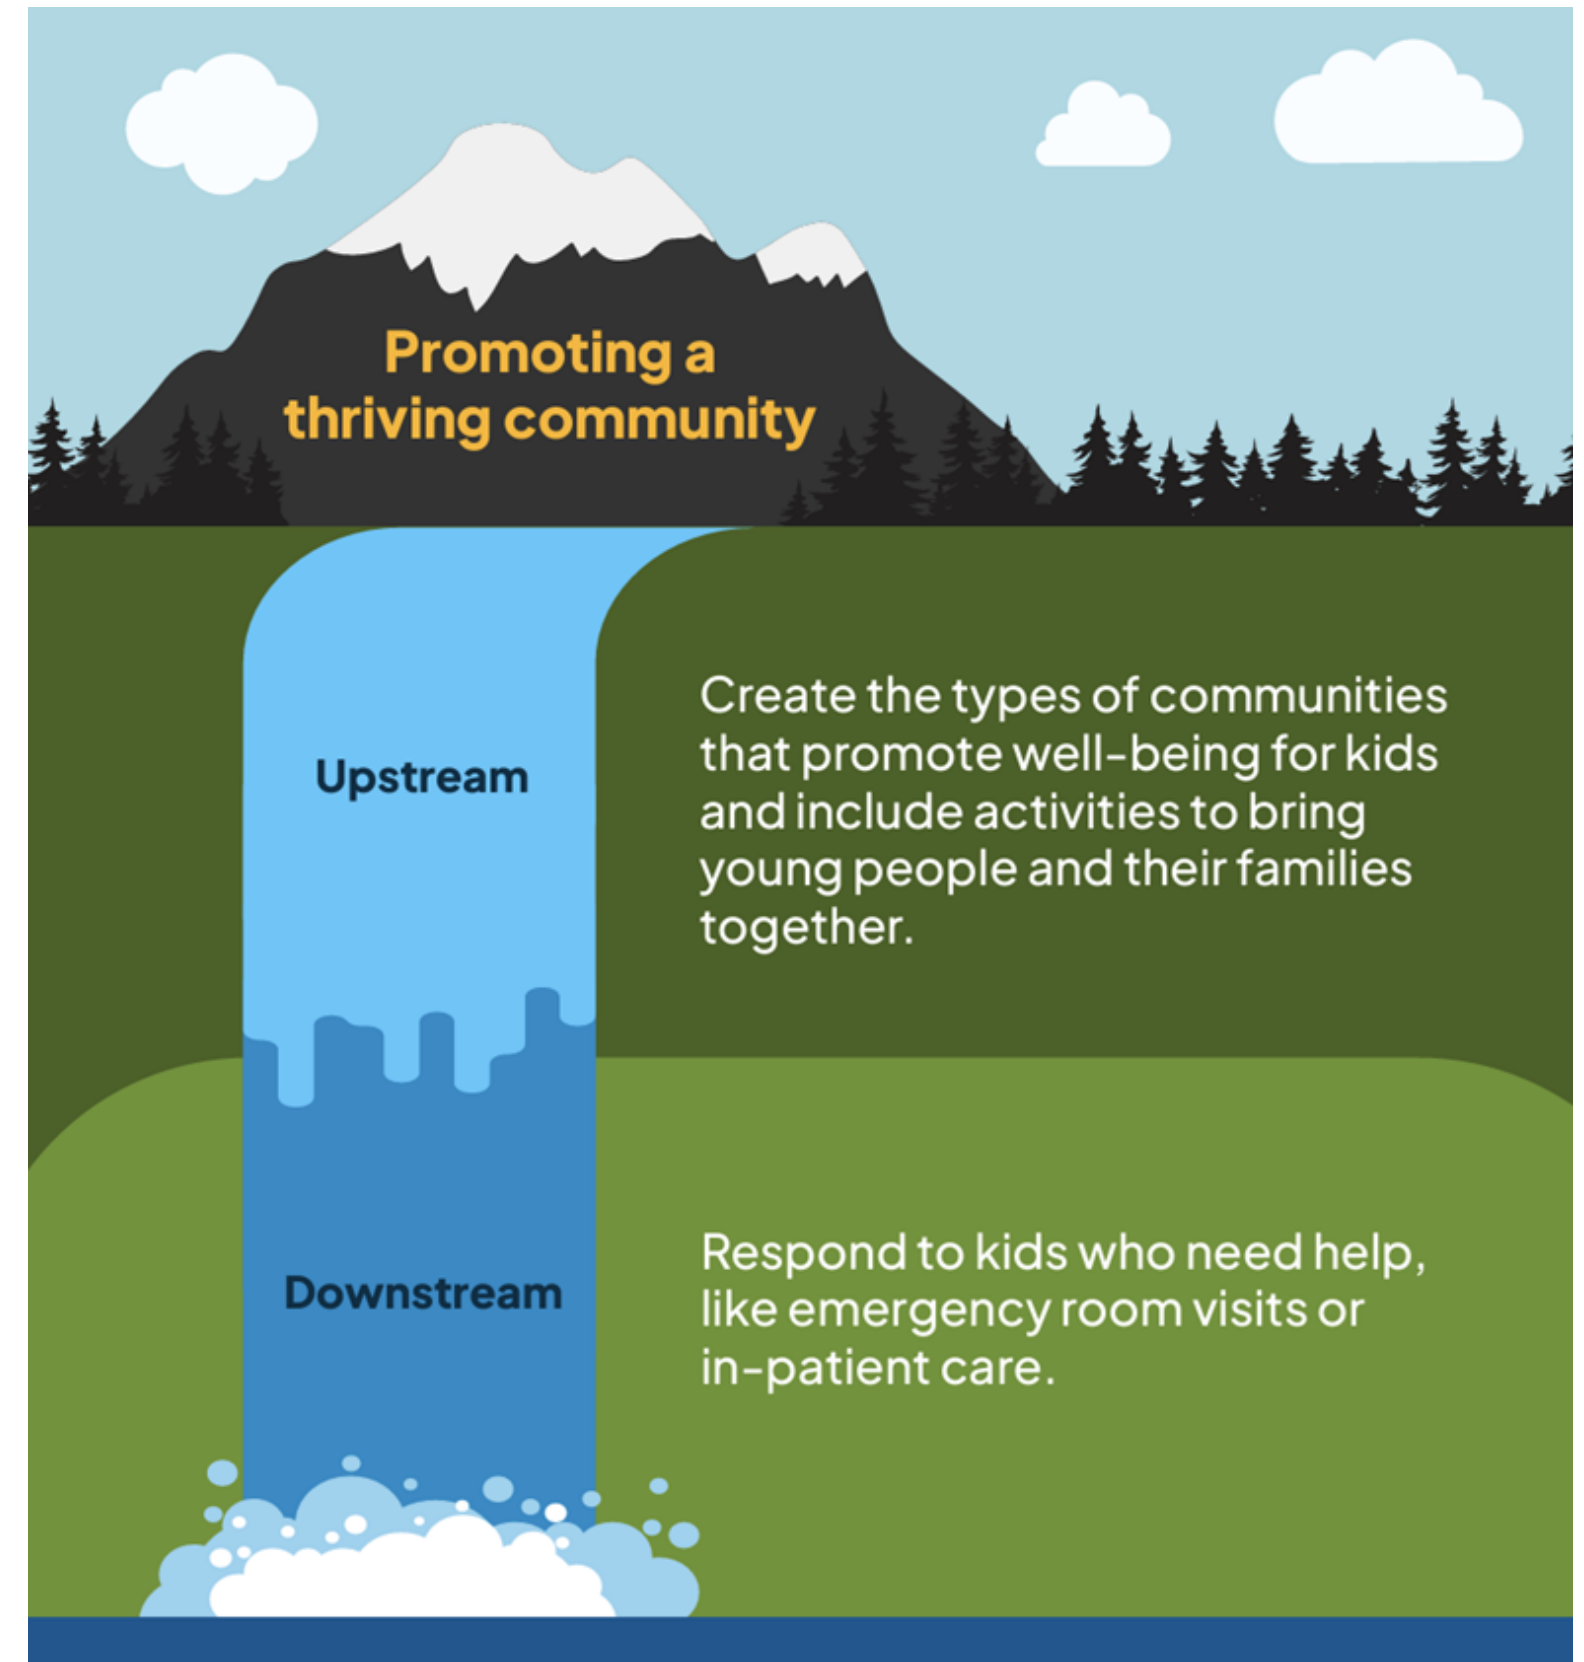 Promoting a
thriving community
Upstream
Create the types of communities
that promote well-being for kids
and include activities to bring
young people and their families
together.
Downstream
Respond to kids who need help,
like emergency room visits or
in-patient care.